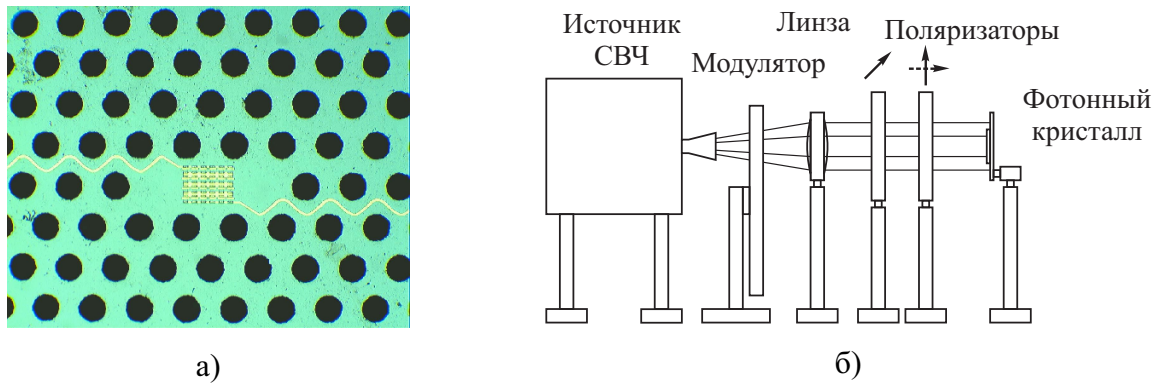 Источник
СВЧ
Модулятор
Линза
Поляризаторы
Фотонный
кристалл
а)
б)